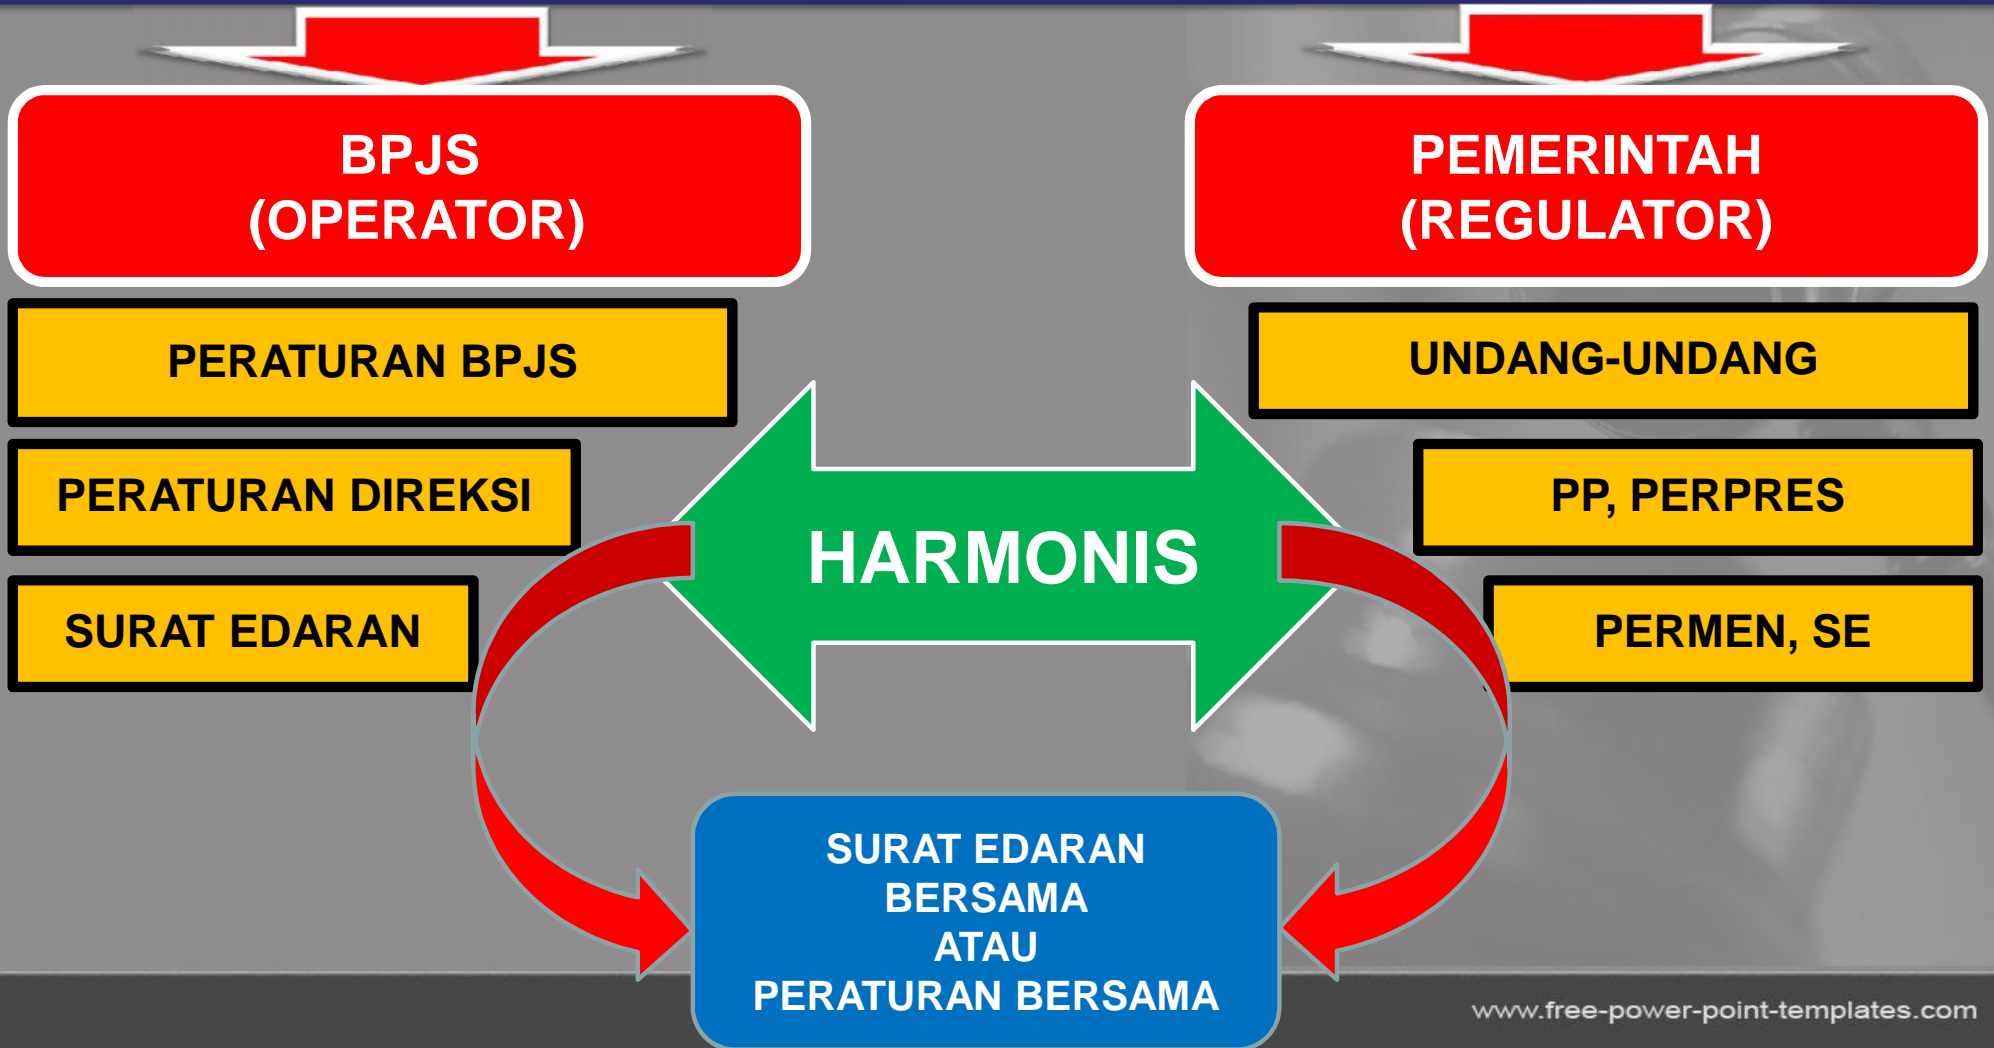 BPJS
(OPERATOR)
PERATURAN BPJS
PERATURAN DIREKSI
SURAT EDARAN
PEMERINTAH
(REGULATOR)
UNDANG-UNDANG
PP, PERPRES
PERMEN, SE
HARMONIS
SURAT EDARAN
BERSAMA
ATAU
PERATURAN BERSAMA
www.free-power-point-templates.com